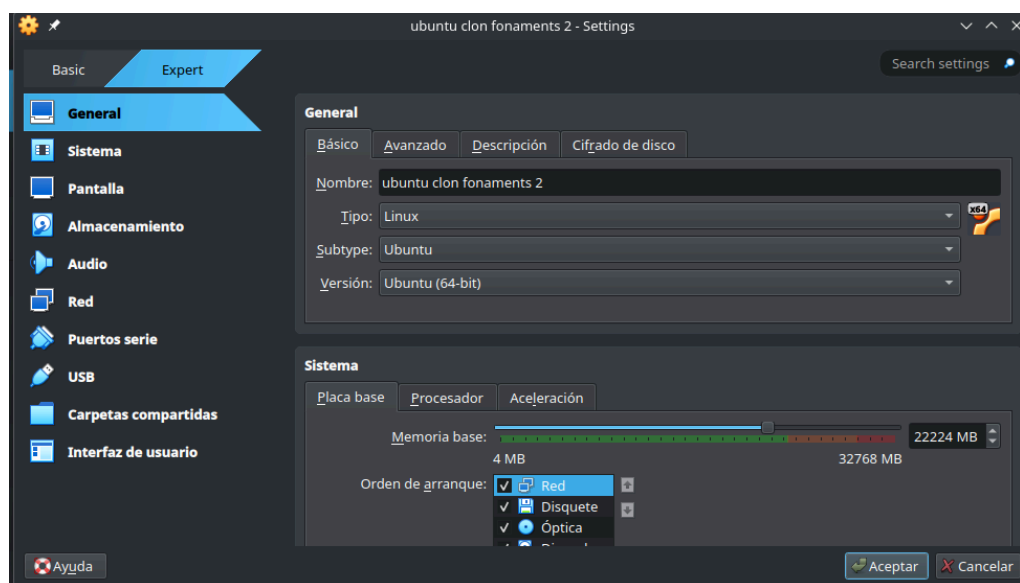 ubuntu clon fonaments 2 - Settings
Basic
Expert
Search settings
General
Sistema
Pantalla
Almacenamiento
Audio
Red
Puertos serie
USB
Carpetas compartidas
Interfaz de usuario
General
Básico Avanzado Descripción Cifrado de disco
Nombre: ubuntu clon fonaments 2
Tipo: Linux
x64
Subtype: Ubuntu
Versión: Ubuntu (64-bit)
Sistema
Placa base Procesador Aceleración
Memoria base: 22224 MB
4 MB 32768 MB
Orden de arranque: Red
Disquete
Óptica
Ayuda
Aceptar
Cancelar